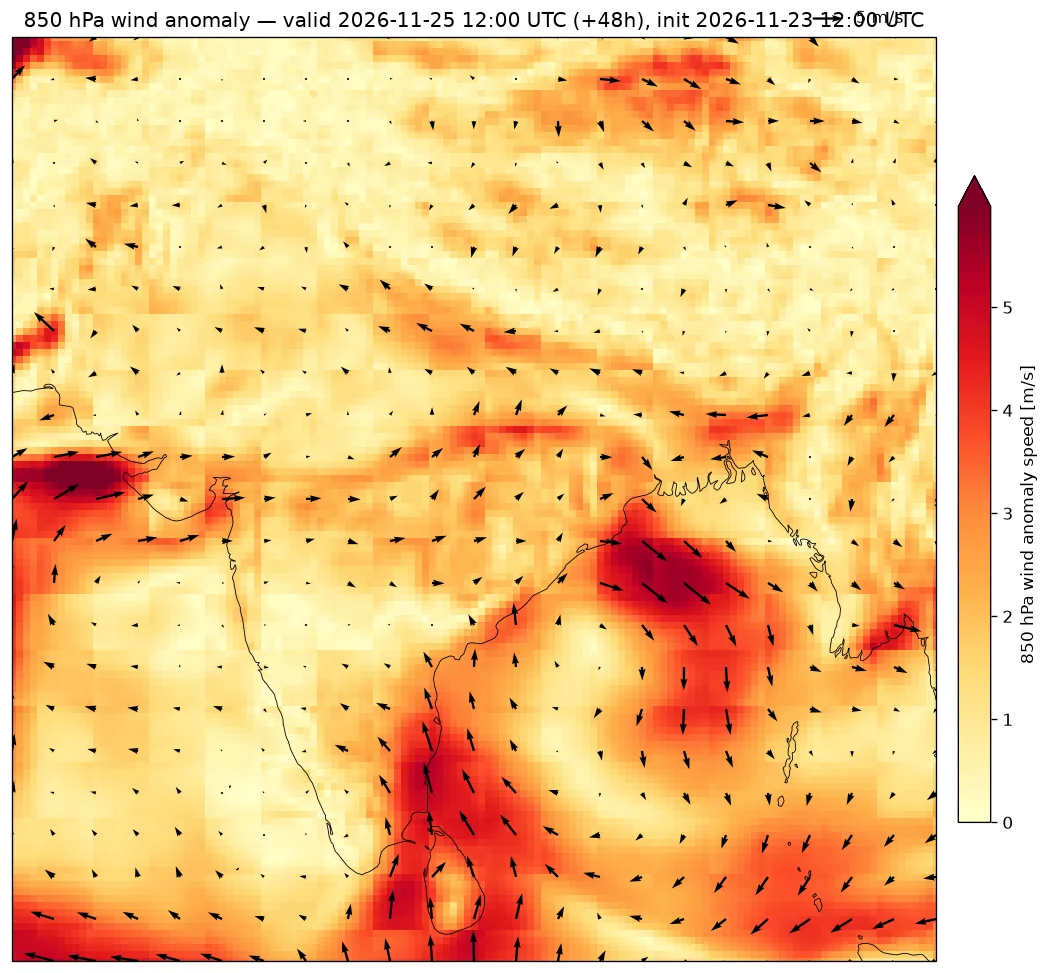 850 hPa wind anomaly — valid 2026-11-25 12:00 UTC (+48h), init 2026-11-23 12:00 UTC
5 m/s
5
4
3
2
1
0
850 hPa wind anomaly speed [m/s]